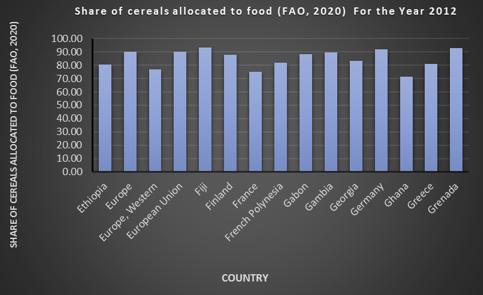 Share of cereals allocated to food (FAO, 2020) For the Year 2012
SHARE OF CEREALS ALLOCATED TO FOOD (FAO, 2020)
100.00
90.00
80.00
70.00
60.00
50.00
40.00
30.00
20.00
10.00
0.00
Ethiopia
Europe
Europe, Western
European Union
Fiji
Finland
France
French Polynesia
Gabon
Gambia
Georgia
Germany
Ghana
Greece
Grenada
COUNTRY